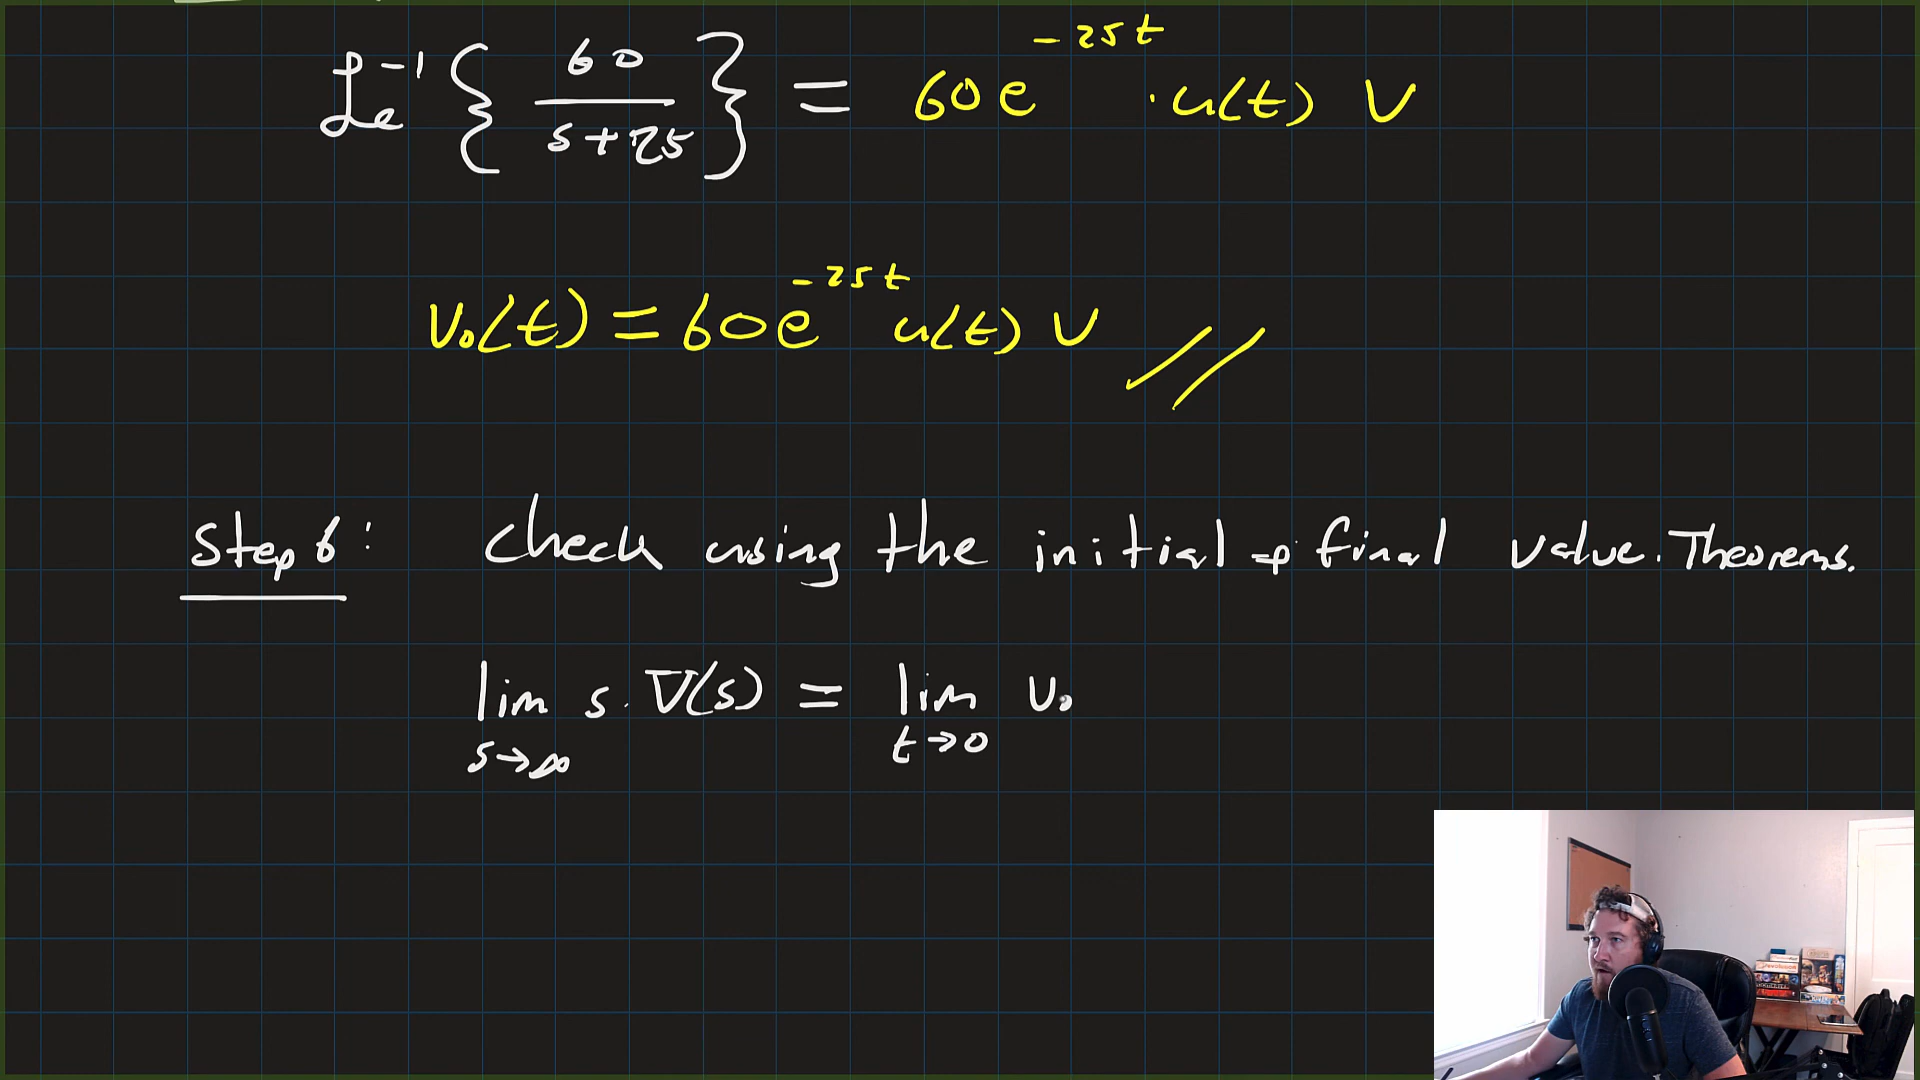 ℒ⁻¹{60/(s+25)} = 60e^(-25t) · u(t) V
v₀(t) = 60e^(-25t) u(t) V //
Step 6: Check using the initial & final value. Theorems.
lim s→∞ s · V(s) = lim t→0 v₀